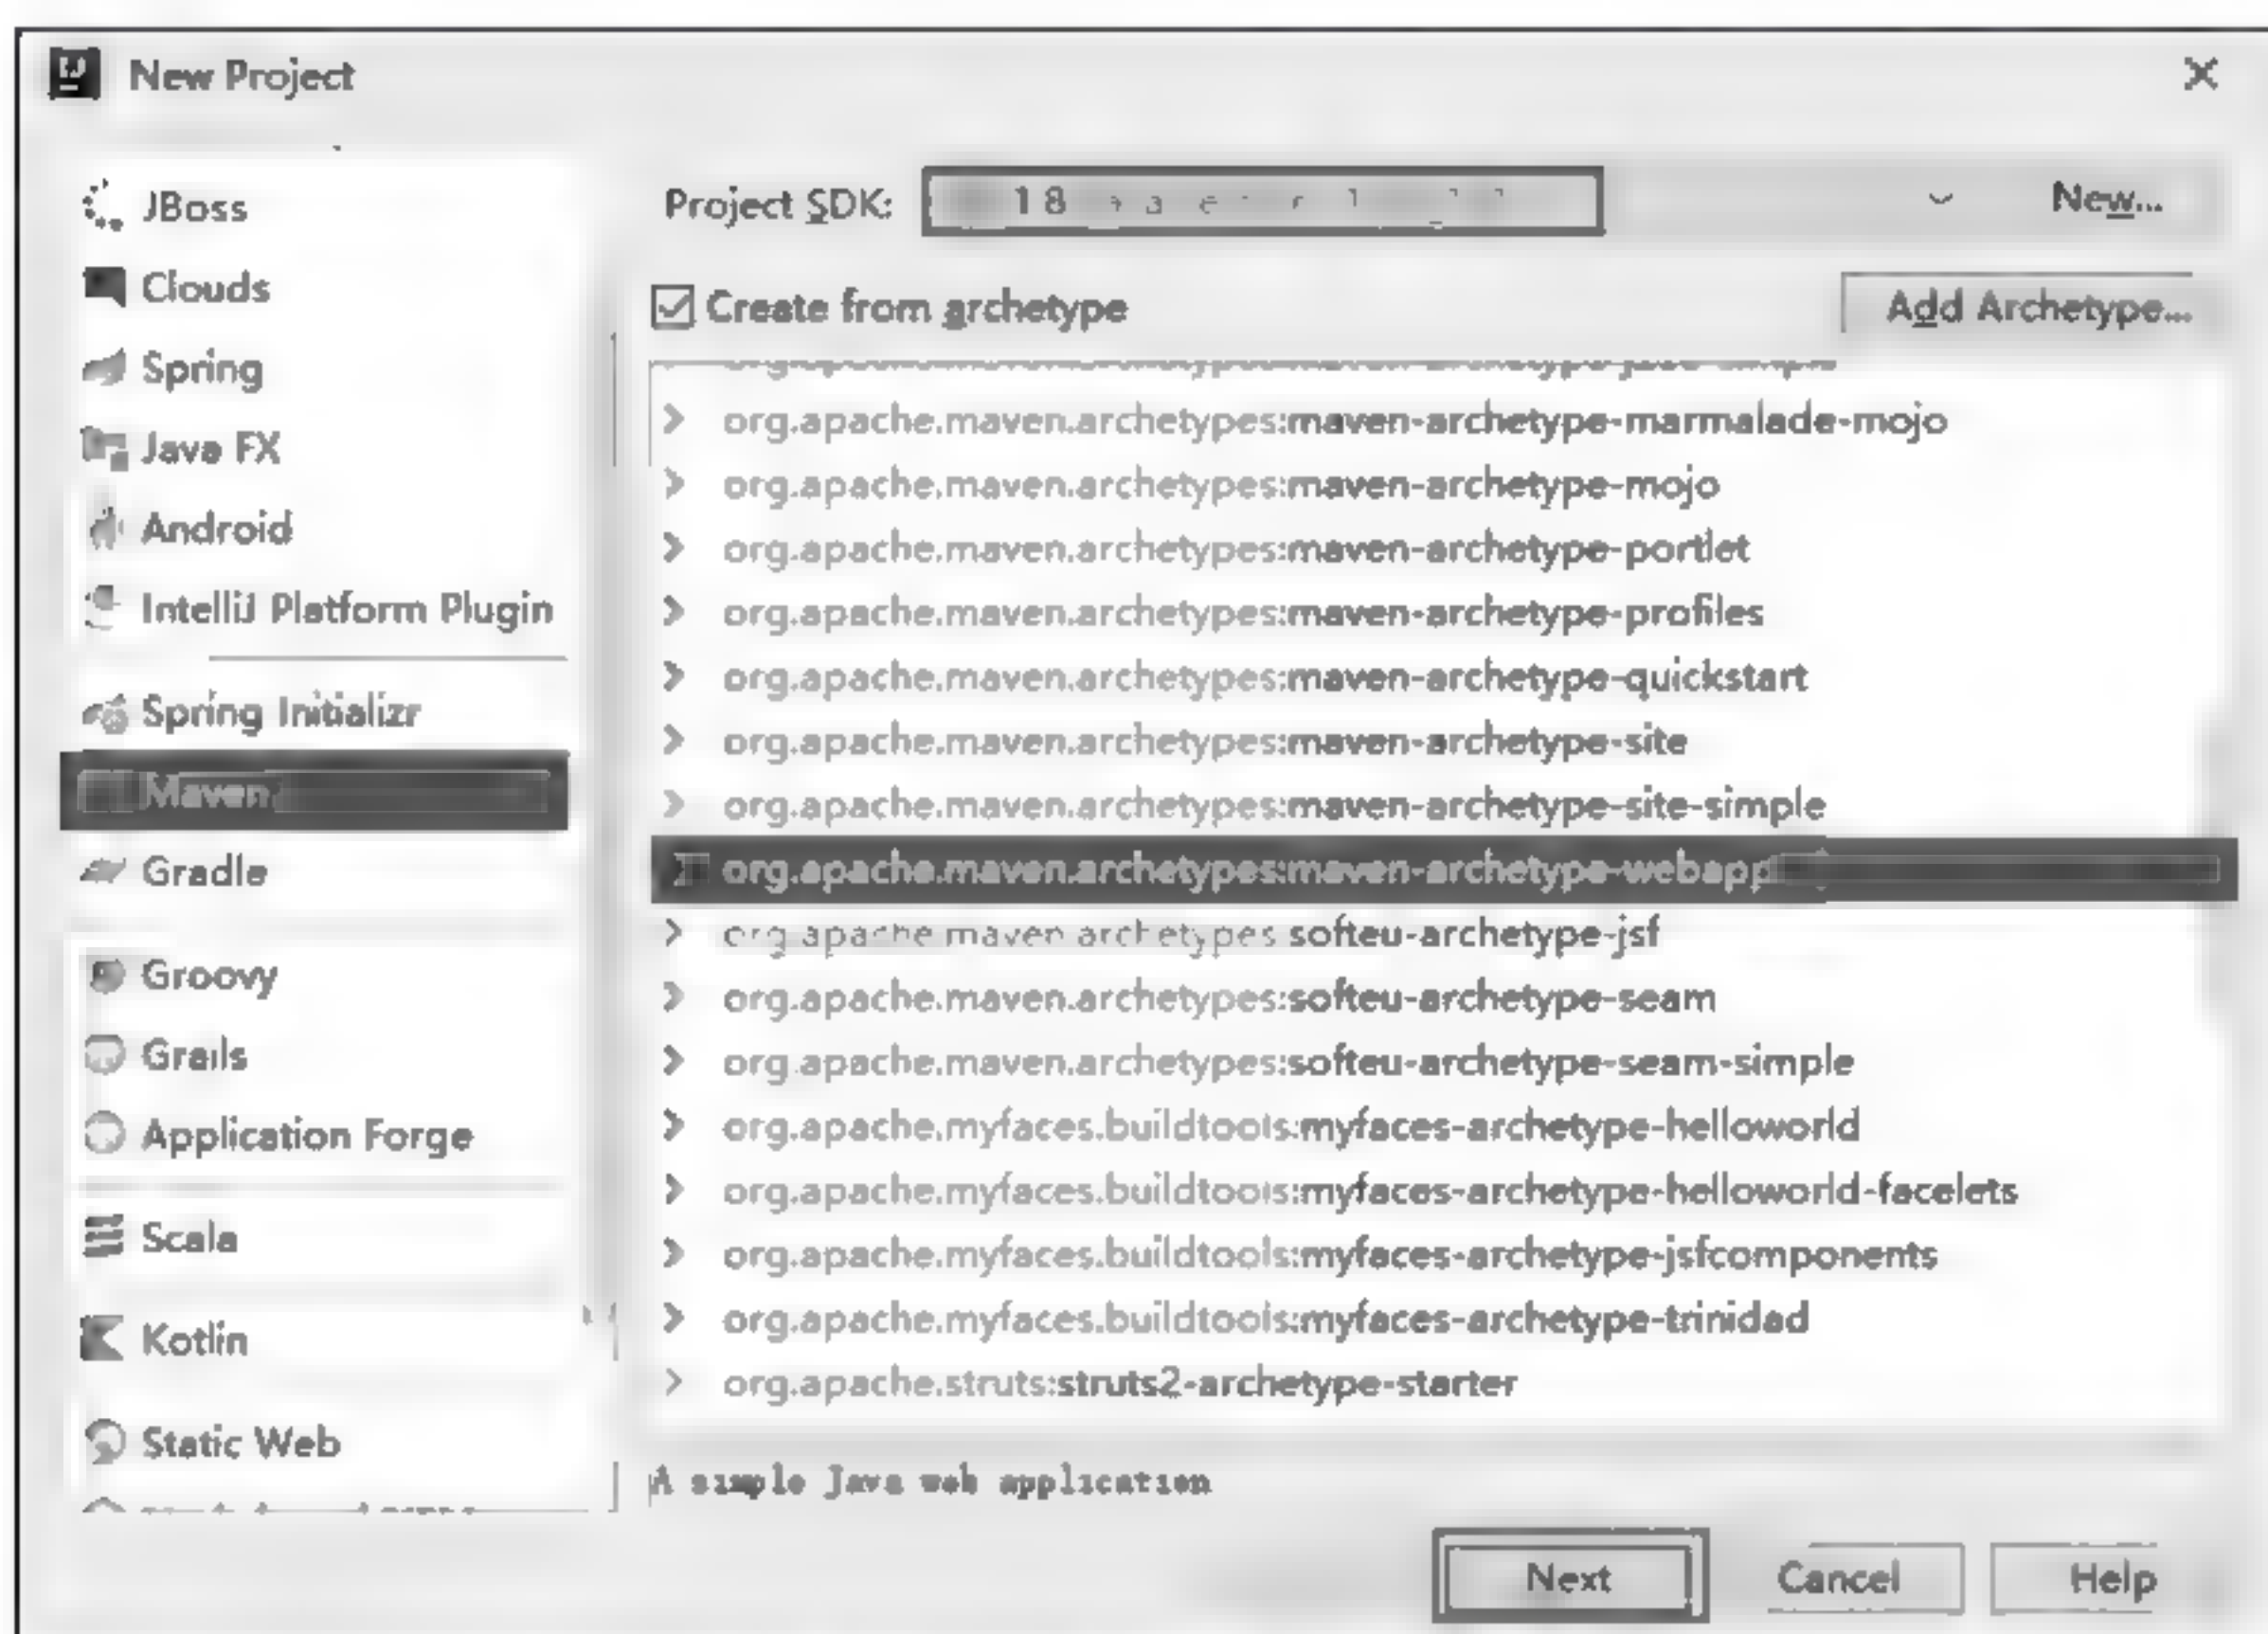 New Project
JBoss
Clouds
Spring
Java FX
Android
IntelliJ Platform Plugin
Spring Initializr
Maven
Gradle
Groovy
Grails
Application Forge
Scala
Kotlin
Static Web
Project SDK:
New...
Create from archetype
Add Archetype...
org.apache.maven.archetypes:maven-archetype-marmalade-mojo
org.apache.maven.archetypes:maven-archetype-mojo
org.apache.maven.archetypes:maven-archetype-portlet
org.apache.maven.archetypes:maven-archetype-profiles
org.apache.maven.archetypes:maven-archetype-quickstart
org.apache.maven.archetypes:maven-archetype-site
org.apache.maven.archetypes:maven-archetype-site-simple
org.apache.maven.archetypes:maven-archetype-webapp
org.apache.maven.archetypes:softeu-archetype-jsf
org.apache.maven.archetypes:softeu-archetype-seam
org.apache.maven.archetypes:softeu-archetype-seam-simple
org.apache.myfaces.buildtools:myfaces-archetype-helloworld
org.apache.myfaces.buildtools:myfaces-archetype-helloworld-facelets
org.apache.myfaces.buildtools:myfaces-archetype-jsfcomponents
org.apache.myfaces.buildtools:myfaces-archetype-trinidad
org.apache.struts:struts2-archetype-starter
A simple Java web application
Next
Cancel
Help